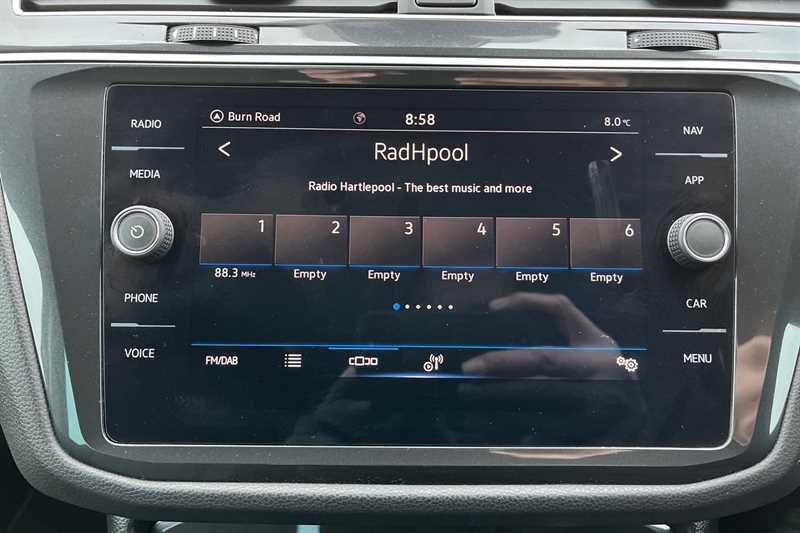 RADIO
MEDIA
PHONE
VOICE
Burn Road
8:58
8.0°C
< RadHpool >
Radio Hartlepool - The best music and more
1 2 3 4 5 6
88.3 MHz Empty Empty Empty Empty Empty
FM/DAB
NAV
APP
CAR
MENU